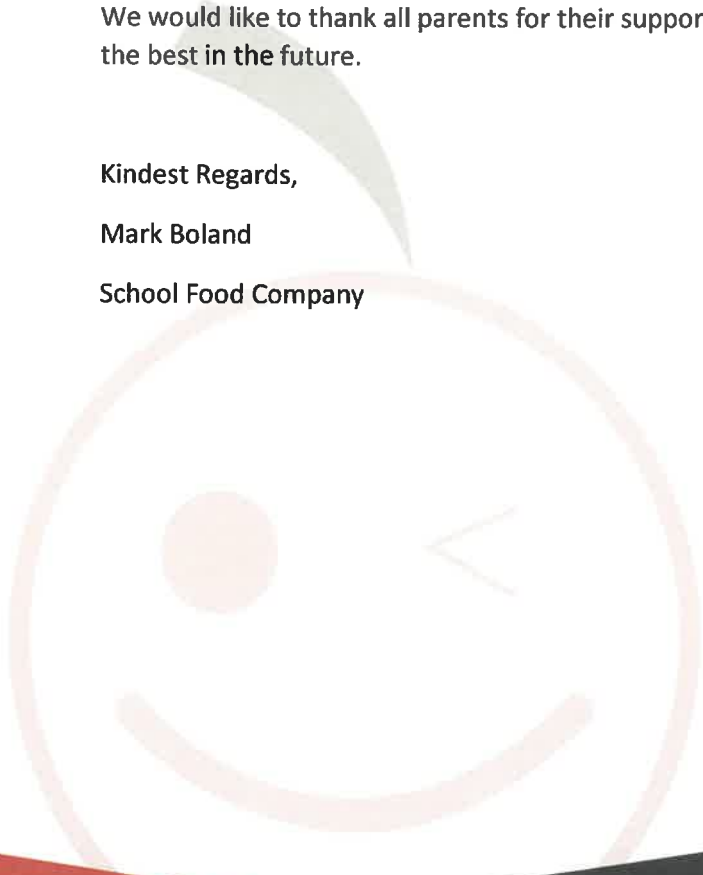 We would like to thank all parents for their suppor
the best in the future.
Kindest Regards,
Mark Boland
School Food Company